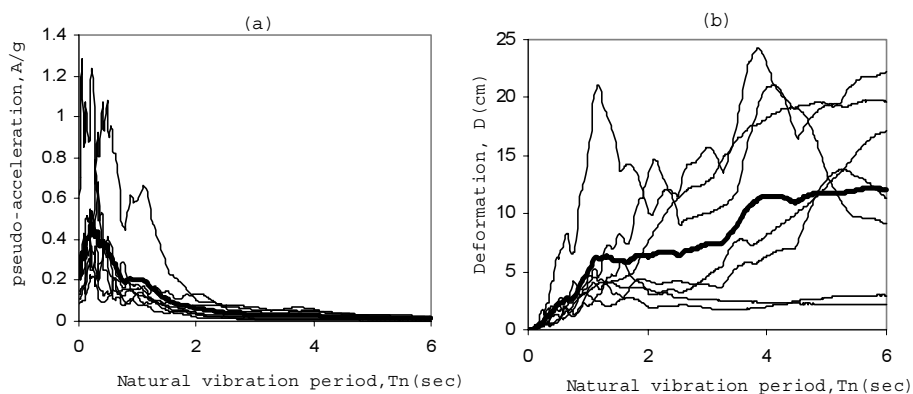 (a)
pseudo-acceleration,A/g
1.4
1.2
1
0.8
0.6
0.4
0.2
0
0 2 4 6
Natural vibration period,Tn(sec)
(b)
Deformation, D(cm)
25
20
15
10
5
0
0 2 4 6
Natural vibration period,Tn(sec)